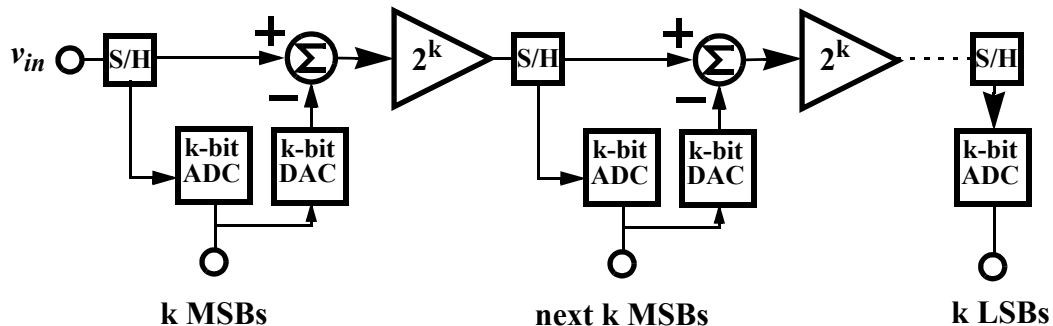 v_in
S/H
+
Σ
−
2^k
S/H
+
Σ
−
2^k
S/H
k-bit
ADC
k-bit
DAC
k-bit
ADC
k-bit
DAC
k-bit
ADC
k MSBs
next k MSBs
k LSBs